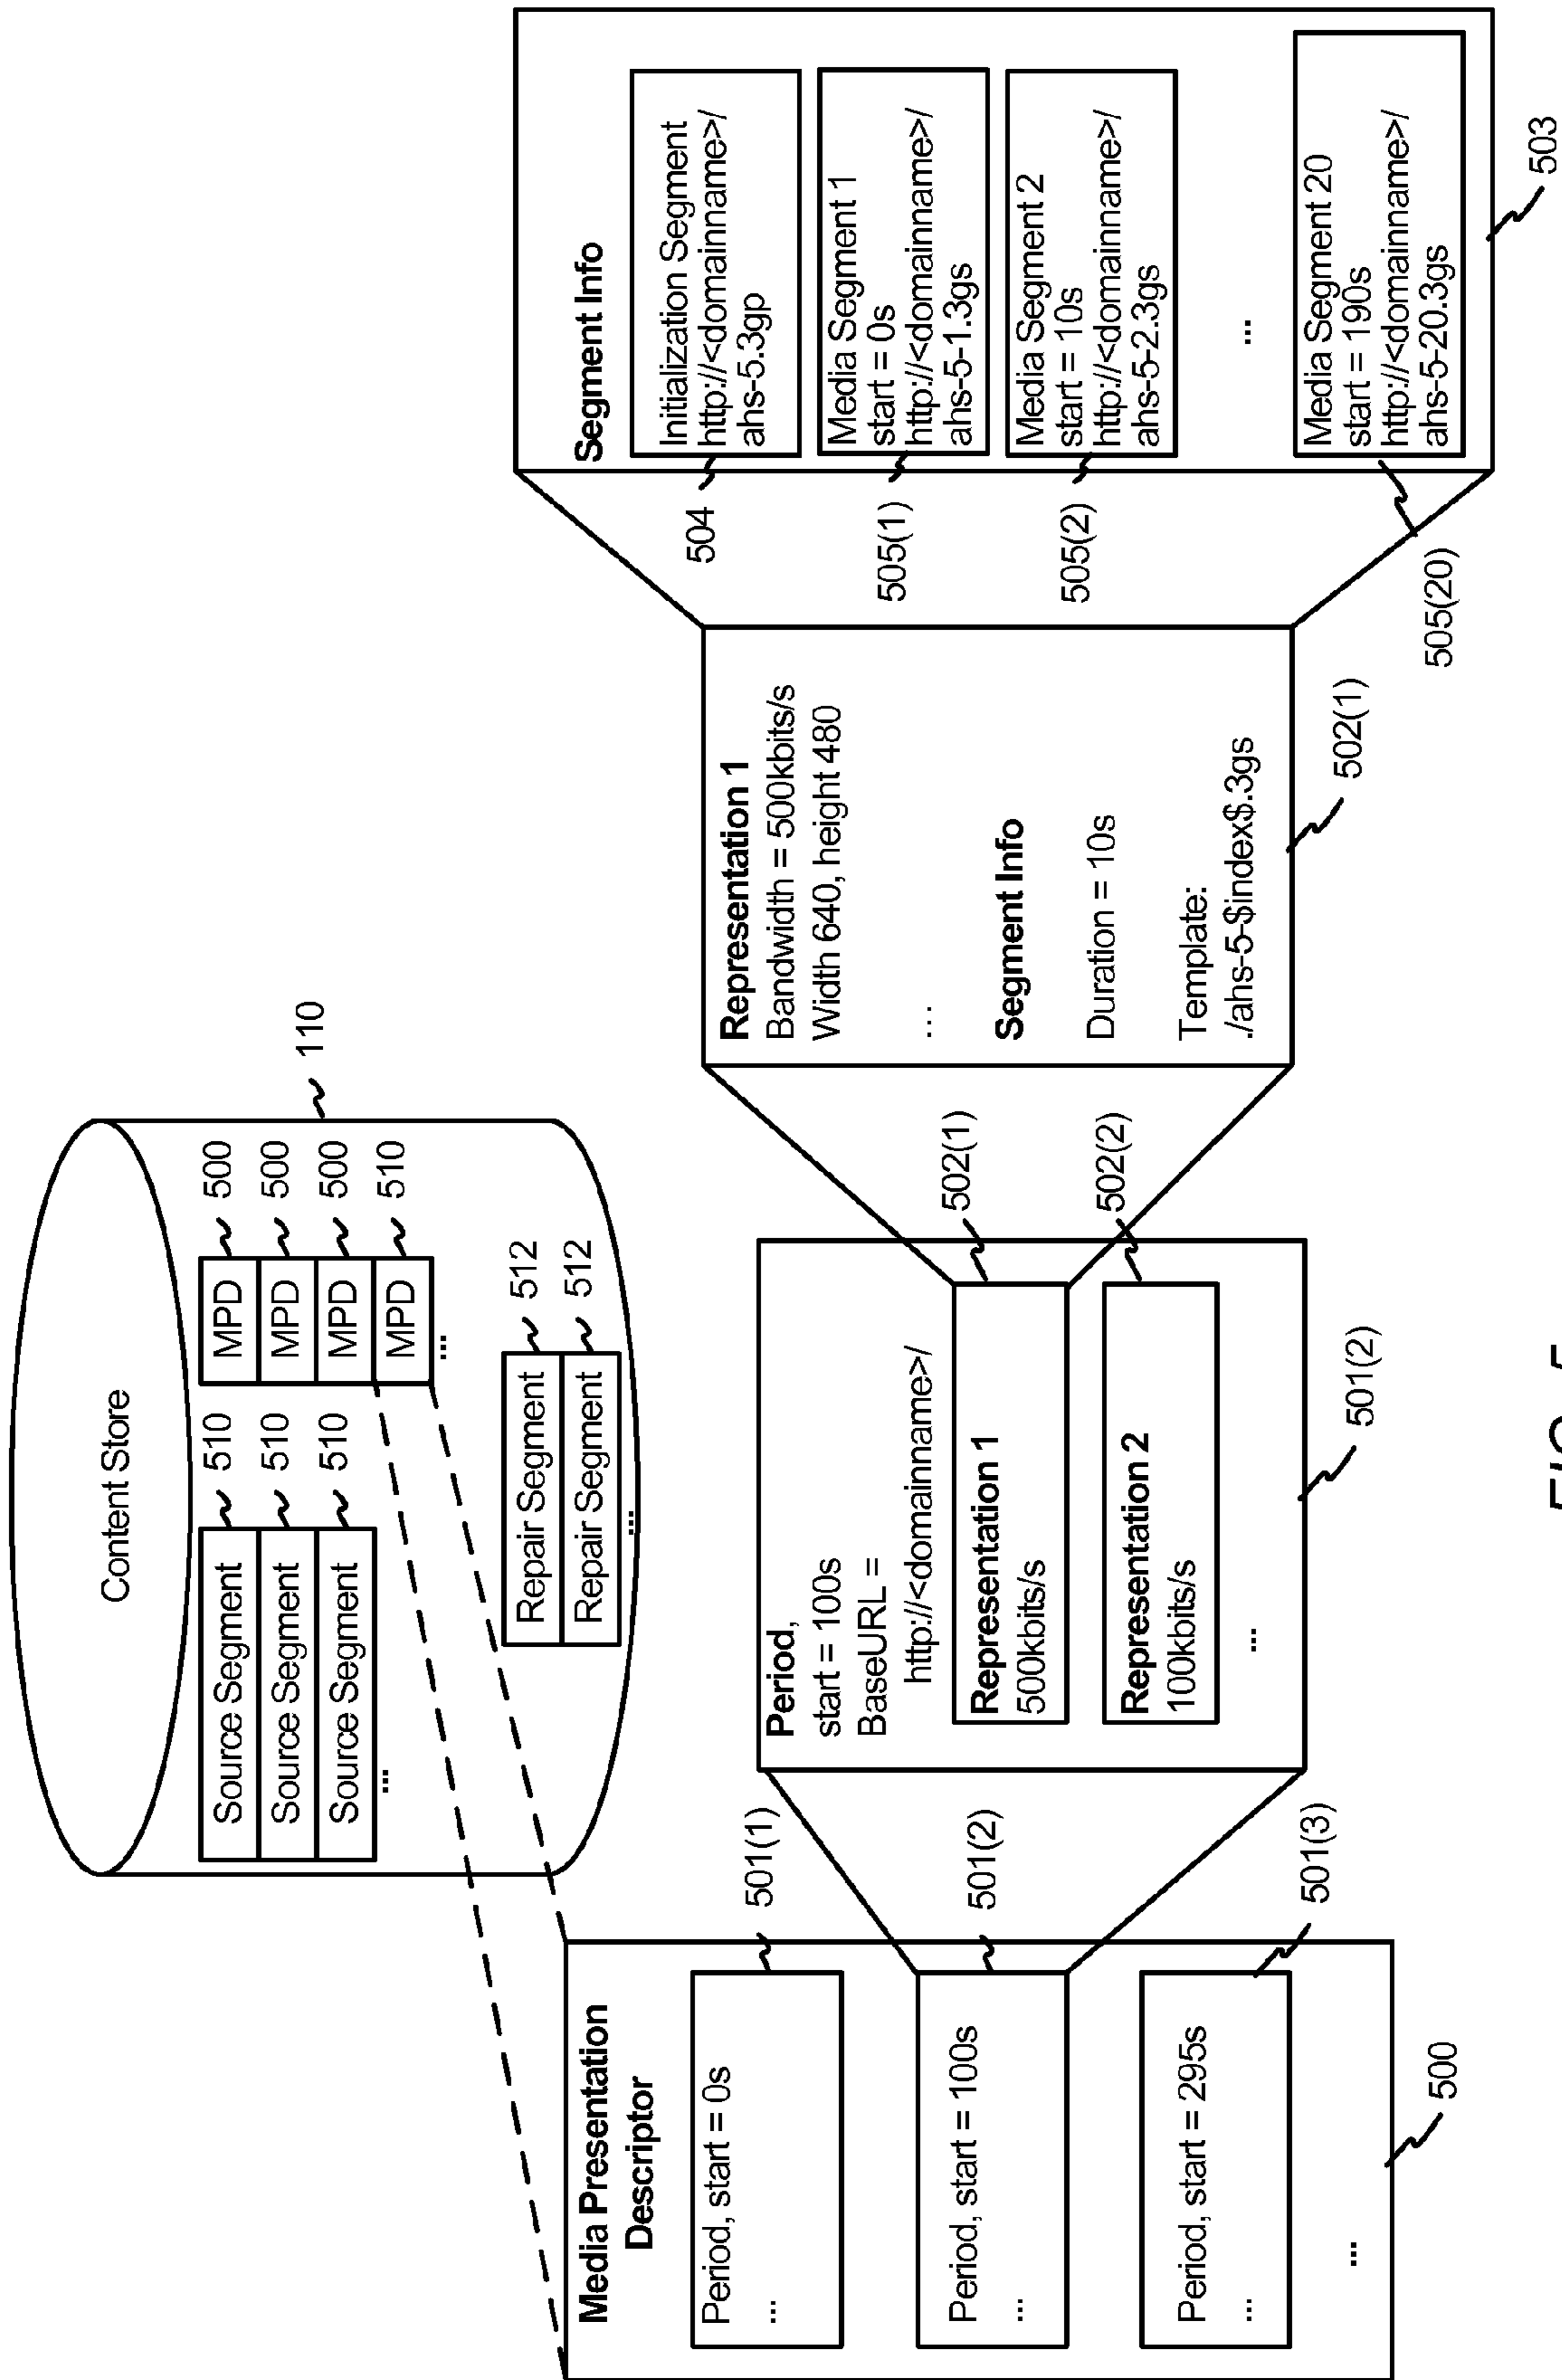 Content Store
110
Source Segment
510
Source Segment
510
Source Segment
510
...
MPD
500
MPD
500
MPD
500
MPD
510
...
Repair Segment
512
Repair Segment
512
...
Media Presentation
Descriptor
Period, start = 0s
...
501(1)
Period, start = 100s
...
501(2)
Period, start = 295s
...
501(3)
...
500
Period,
start = 100s
BaseURL =
http://<domainname>/
Representation 1
500kbits/s
502(1)
Representation 2
100kbits/s
502(2)
...
501(2)
Representation 1
Bandwidth = 500kbits/s
Width 640, height 480
...
Segment Info
Duration = 10s
Template:
./ahs-5-$index$.3gs
502(1)
Segment Info
Initialization Segment
http://<domainname>/
ahs-5.3gp
504
Media Segment 1
start = 0s
http://<domainname>/
ahs-5-1.3gs
505(1)
Media Segment 2
start = 10s
http://<domainname>/
ahs-5-2.3gs
505(2)
...
Media Segment 20
start = 190s
http://<domainname>/
ahs-5-20.3gs
505(20)
503
FIG. 5